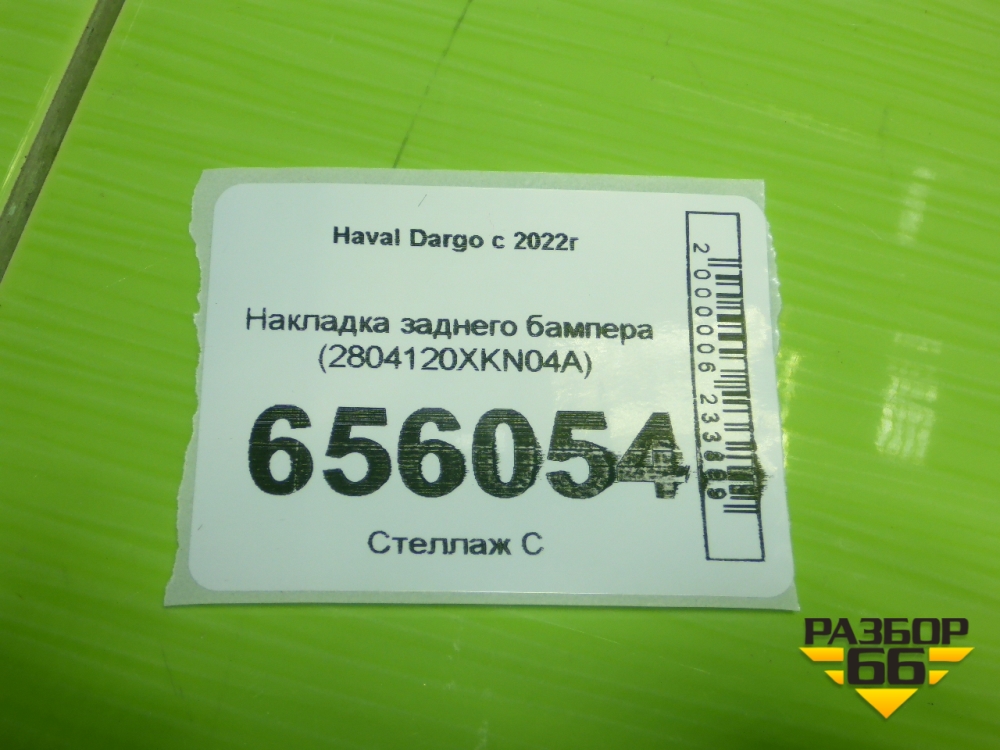 Haval Dargo с 2022г
Накладка заднего бампера
(2804120XKN04A)
656054
Стеллаж С
РАЗБОР
66